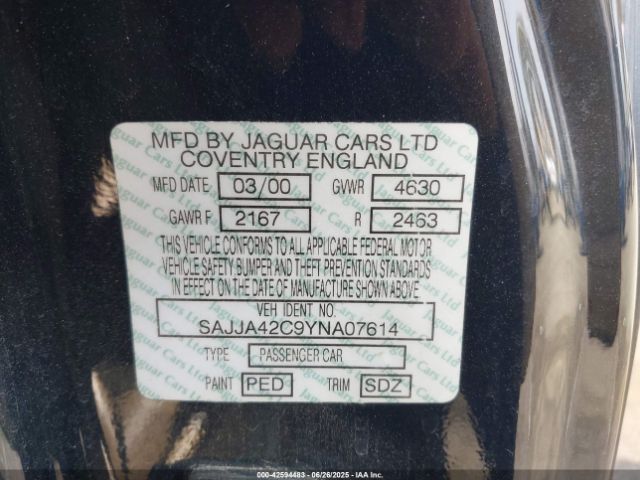 MFD BY JAGUAR CARS LTD
COVENTRY ENGLAND
MFD DATE 03/00 GVWR 4630
GAWR F 2167 R 2463
THIS VEHICLE CONFORMS TO ALL APPLICABLE FEDERAL MOTOR
VEHICLE SAFETY, BUMPER AND THEFT PREVENTION STANDARDS
IN EFFECT ON THE DATE OF MANUFACTURE SHOWN ABOVE
VEH IDENT NO.
SAJJA42C9YNA07614
TYPE PASSENGER CAR
PAINT PED TRIM SDZ
000-42594483 - 06/26/2025 - IAA Inc.